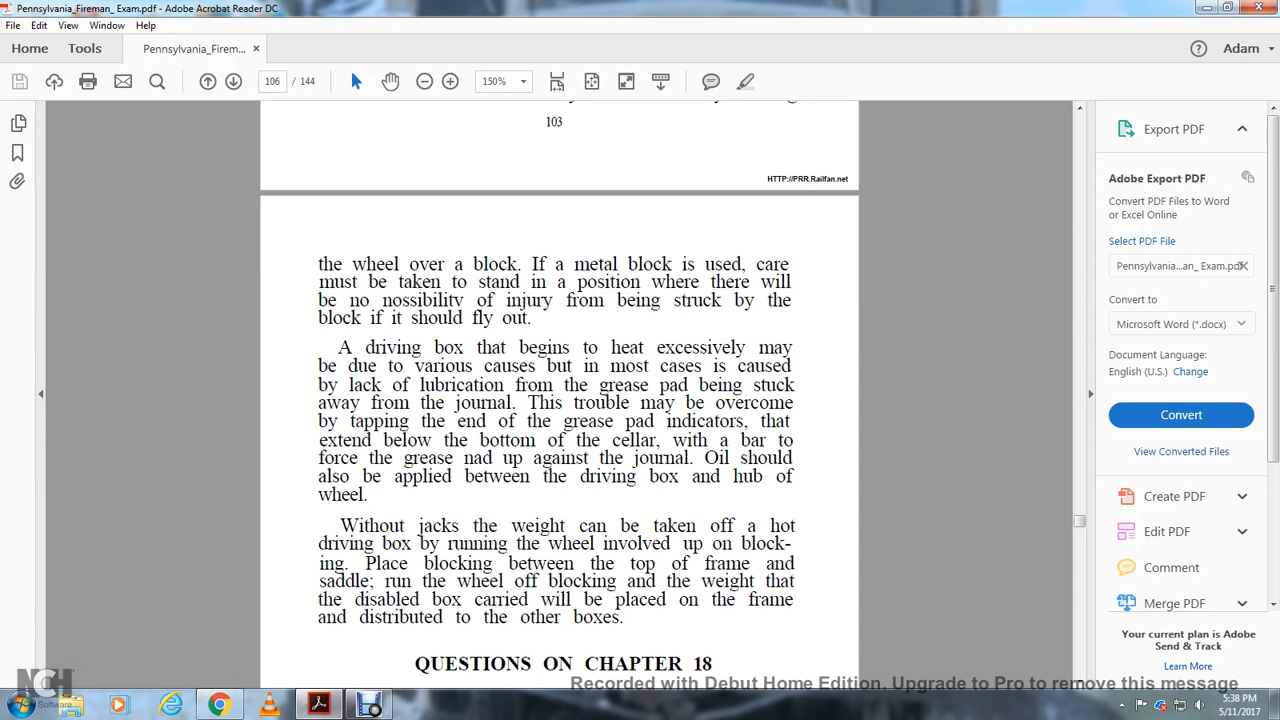 Pennsylvania_Fireman_ Exam.pdf - Adobe Acrobat Reader DC
File Edit View Window Help
Home Tools Pennsylvania_Firem... × Adam
106 / 144 150%
103
HTTP://PRR.Railfan.net
the wheel over a block. If a metal block is used, care
must be taken to stand in a position where there will
be no nossibility of injury from being struck by the
block if it should fly out.
A driving box that begins to heat excessively may
be due to various causes but in most cases is caused
by lack of lubrication from the grease pad being stuck
away from the journal. This trouble may be overcome
by tapping the end of the grease pad indicators, that
extend below the bottom of the cellar, with a bar to
force the grease nad up against the journal. Oil should
also be applied between the driving box and hub of
wheel.
Without jacks the weight can be taken off a hot
driving box by running the wheel involved up on block-
ing. Place blocking between the top of frame and
saddle; run the wheel off blocking and the weight that
the disabled box carried will be placed on the frame
and distributed to the other boxes.
QUESTIONS ON CHAPTER 18
Export PDF
Adobe Export PDF
Convert PDF Files to Word
or Excel Online
Select PDF File
Pennsylvania...an_ Exam.pdf
Convert to
Microsoft Word (*.docx)
Document Language:
English (U.S.) Change
Convert
View Converted Files
Create PDF
Edit PDF
Comment
Merge PDF
Your current plan is Adobe
Send & Track
Learn More
NCH
Software
Recorded with Debut Home Edition. Upgrade to Pro to remove this message
5:38 PM
5/11/2017